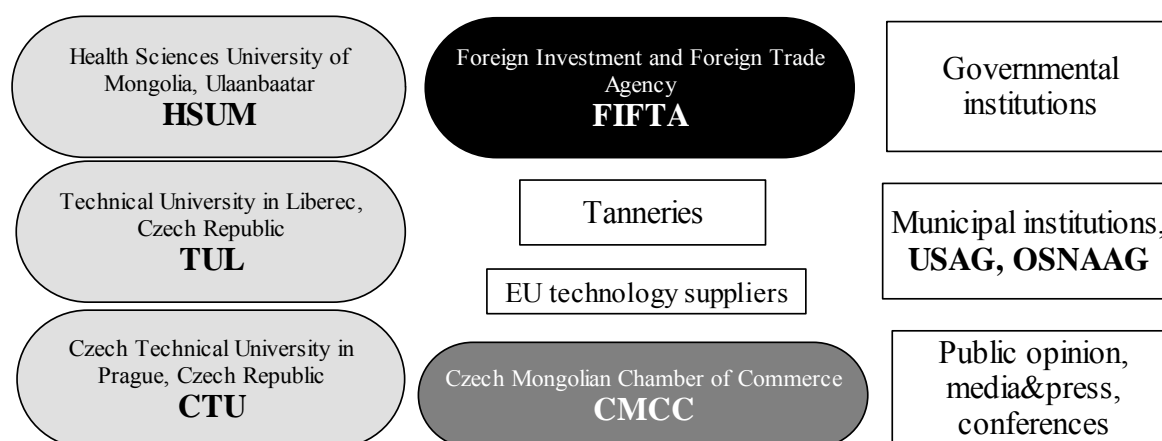 Health Sciences University of
Mongolia, Ulaanbaatar
HSUM
Foreign Investment and Foreign Trade
Agency
FIFTA
Governmental
institutions
Technical University in Liberec,
Czech Republic
TUL
Tanneries
EU technology suppliers
Municipal institutions,
USAG, OSNAAG
Czech Technical University in
Prague, Czech Republic
CTU
Czech Mongolian Chamber of Commerce
CMCC
Public opinion,
media&press,
conferences